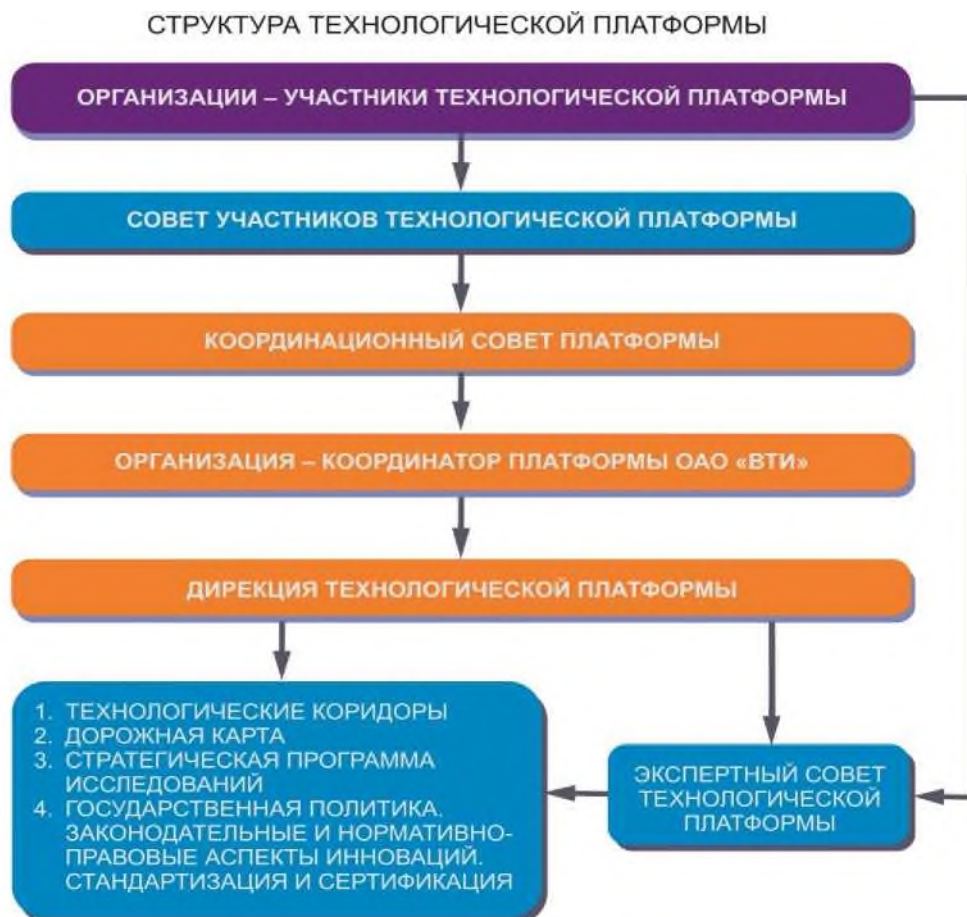 СТРУКТУРА ТЕХНОЛОГИЧЕСКОЙ ПЛАТФОРМЫ
ОРГАНИЗАЦИИ – УЧАСТНИКИ ТЕХНОЛОГИЧЕСКОЙ ПЛАТФОРМЫ
СОВЕТ УЧАСТНИКОВ ТЕХНОЛОГИЧЕСКОЙ ПЛАТФОРМЫ
КООРДИНАЦИОННЫЙ СОВЕТ ПЛАТФОРМЫ
ОРГАНИЗАЦИЯ – КООРДИНАТОР ПЛАТФОРМЫ ОАО «ВТИ»
ДИРЕКЦИЯ ТЕХНОЛОГИЧЕСКОЙ ПЛАТФОРМЫ
1. ТЕХНОЛОГИЧЕСКИЕ КОРИДОРЫ
2. ДОРОЖНАЯ КАРТА
3. СТРАТЕГИЧЕСКАЯ ПРОГРАММА
ИССЛЕДОВАНИЙ
4. ГОСУДАРСТВЕННАЯ ПОЛИТИКА.
ЗАКОНОДАТЕЛЬНЫЕ И НОРМАТИВНО-
ПРАВОВЫЕ АСПЕКТЫ ИННОВАЦИЙ.
СТАНДАРТИЗАЦИЯ И СЕРТИФИКАЦИЯ
ЭКСПЕРТНЫЙ СОВЕТ
ТЕХНОЛОГИЧЕСКОЙ
ПЛАТФОРМЫ